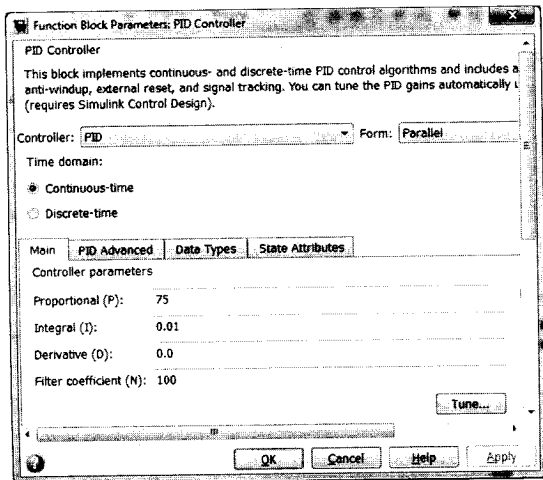 Function Block Parameters: PID Controller
PID Controller
This block implements continuous- and discrete-time PID control algorithms and includes a
anti-windup, external reset, and signal tracking. You can tune the PID gains automatically u
(requires Simulink Control Design).
Controller: PID Form: Parallel
Time domain:
Continuous-time
Discrete-time
Main PID Advanced Data Types State Attributes
Controller parameters
Proportional (P): 75
Integral (I): 0.01
Derivative (D): 0.0
Filter coefficient (N): 100
Tune...
OK Cancel Help Apply